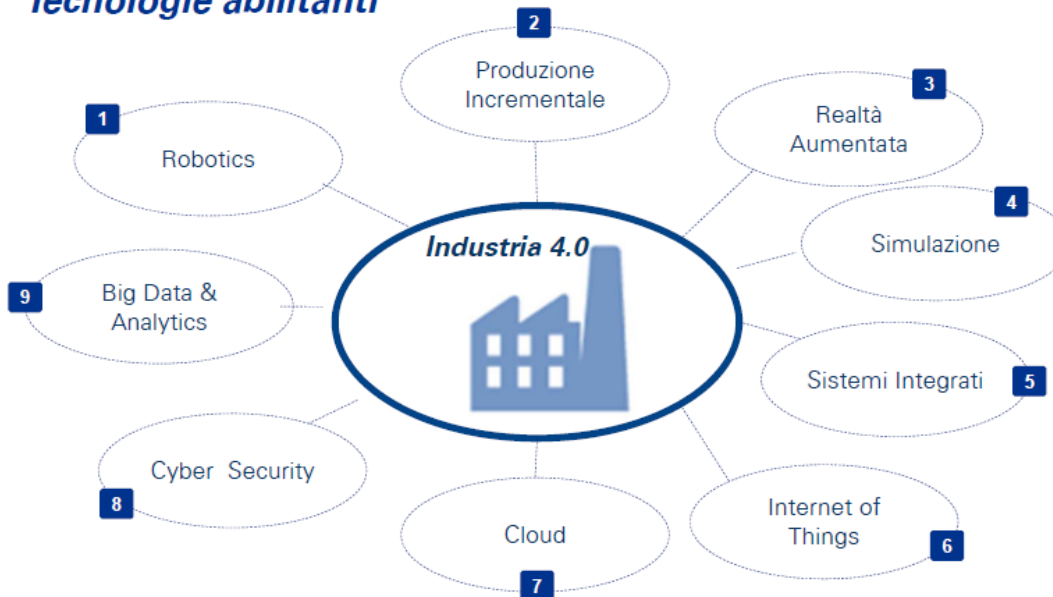 Tecnologie abilitanti
2
Produzione
Incrementale
3
Realtà
Aumentata
1
Robotics
4
Simulazione
Industria 4.0
9
Big Data &
Analytics
Sistemi Integrati
5
Cyber Security
8
Internet of
Things
6
Cloud
7